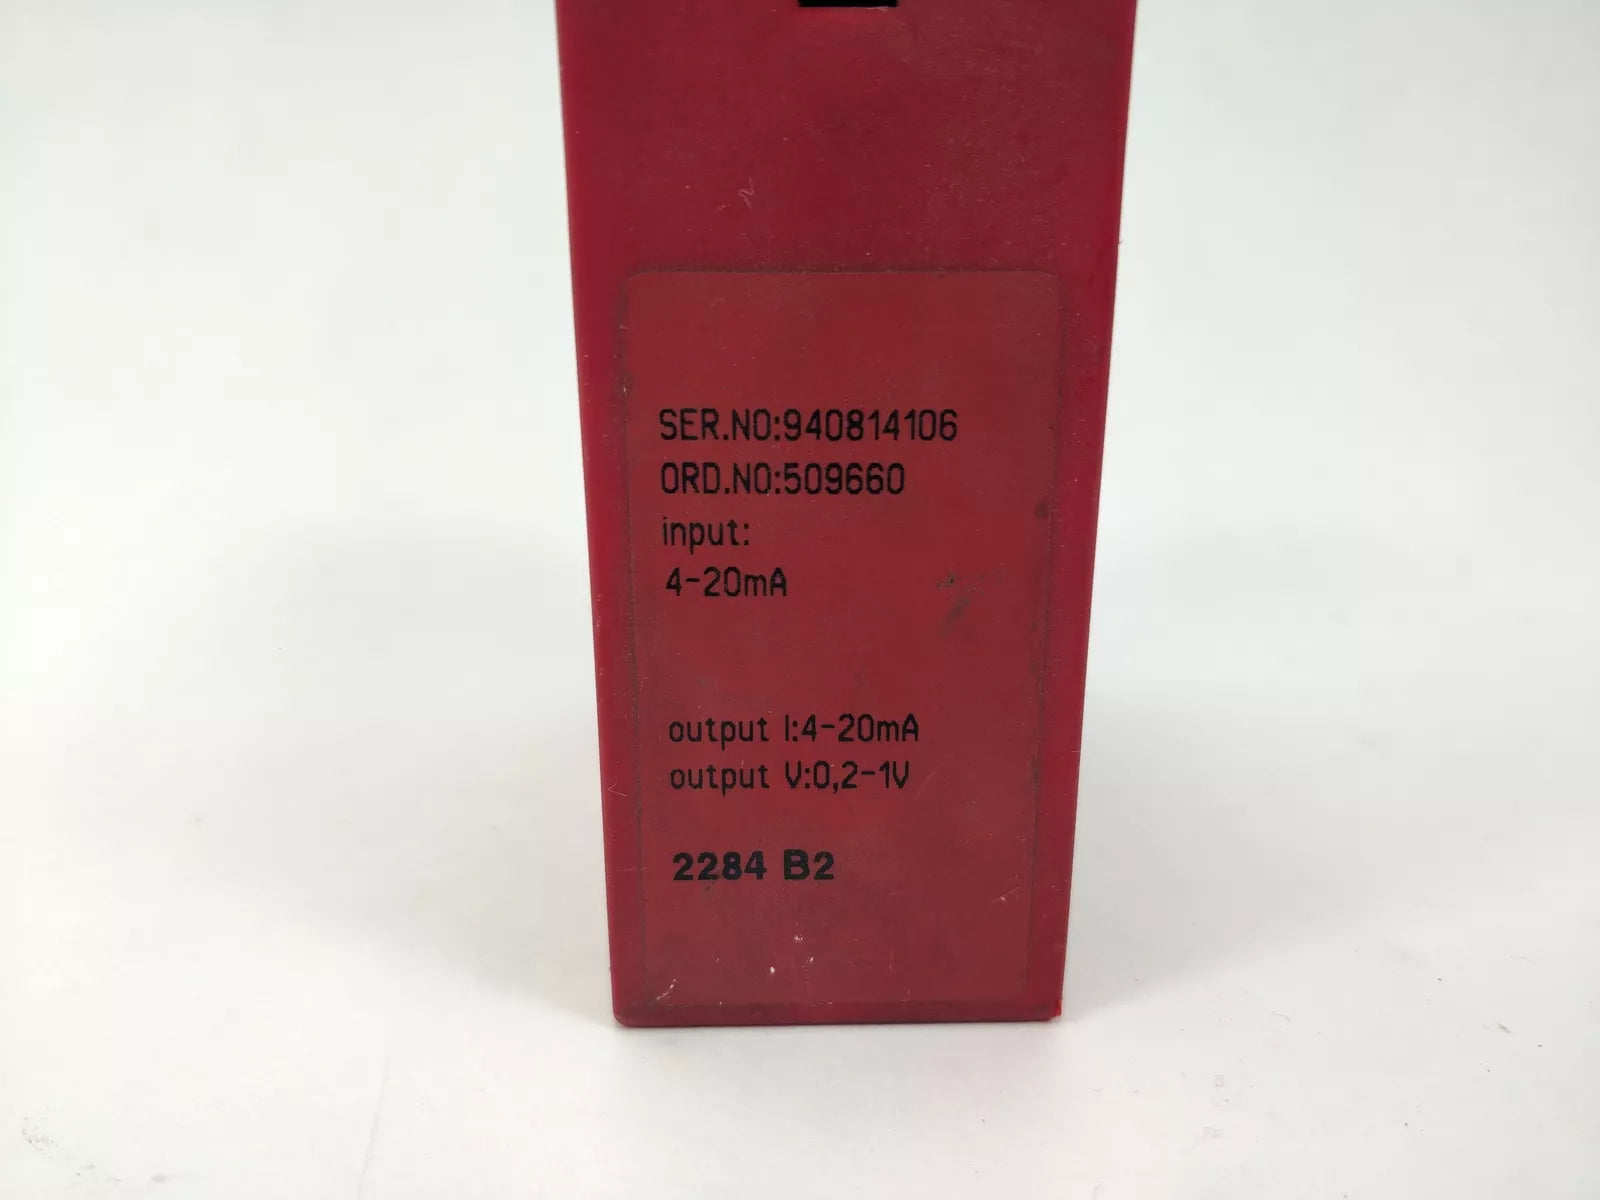 SER.NO:940814106
ORD.NO:509660
input:
4-20mA
output I:4-20mA
output V:0,2-1V
2284 B2